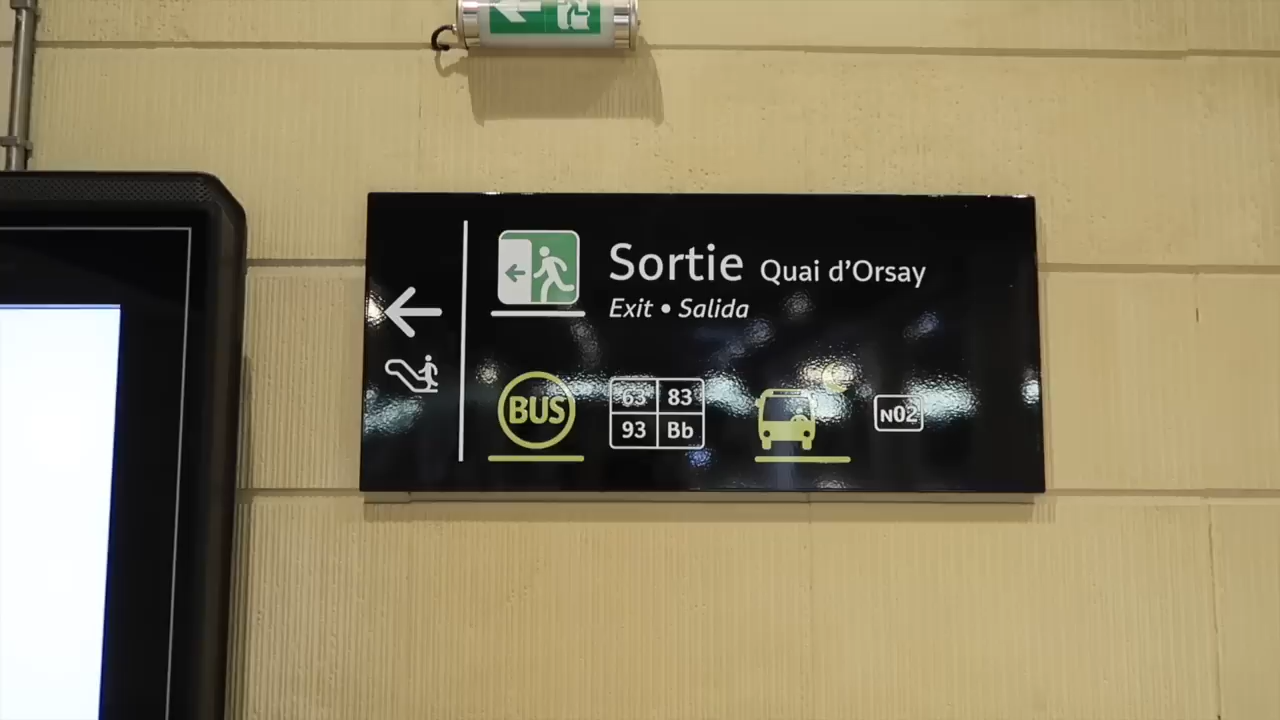 Sortie Quai d'Orsay
Exit • Salida
BUS 63 83
93 Bb
N02